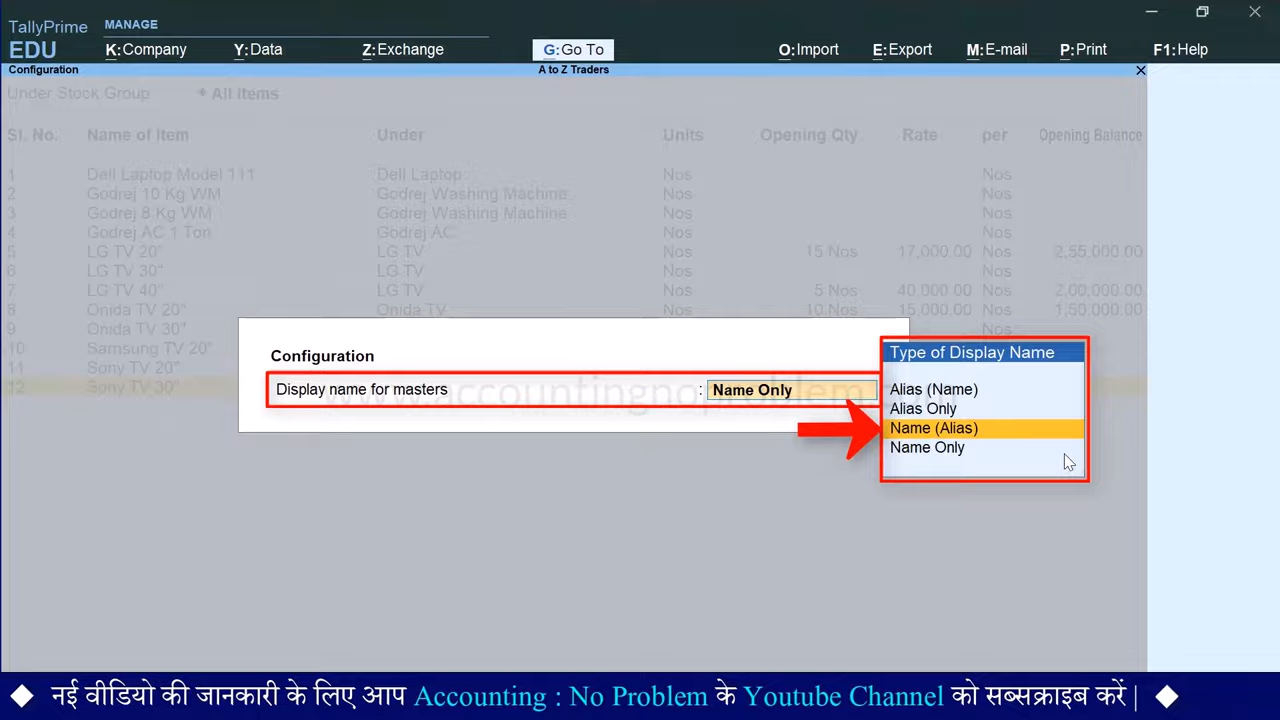 TallyPrime MANAGE
EDU K:Company Y:Data Z:Exchange G:Go To O:Import E:Export M:E-mail P:Print F1:Help
Configuration A to Z Traders
Under Stock Group All Items
Sl. No. Name of Item Under Units Opening Qty Rate per Opening Balance
1 Dell Laptop Model 111 Dell Laptop Nos Nos
2 Godrej 10 Kg WM Godrej Washing Machine Nos Nos
3 Godrej 8 Kg WM Godrej Washing Machine Nos Nos
4 Godrej AC 1 Ton Godrej AC Nos Nos
5 LG TV 20" LG TV Nos 15 Nos 17,000.00 Nos 2,55,000.00
6 LG TV 30" LG TV Nos Nos
7 LG TV 40" LG TV Nos 5 Nos 40,000.00 Nos 2,00,000.00
8 Onida TV 20" Onida TV Nos 10 Nos 15,000.00 Nos 1,50,000.00
9 Onida TV 30" Nos
10 Samsung TV 20"
11 Sony TV 20"
12 Sony TV 30"
Configuration
Display name for masters : Name Only
www.accountingnoproblem.
Type of Display Name
Alias (Name)
Alias Only
Name (Alias)
Name Only
नई वीडियो की जानकारी के लिए आप Accounting : No Problem के Youtube Channel को सब्सक्राइब करें |